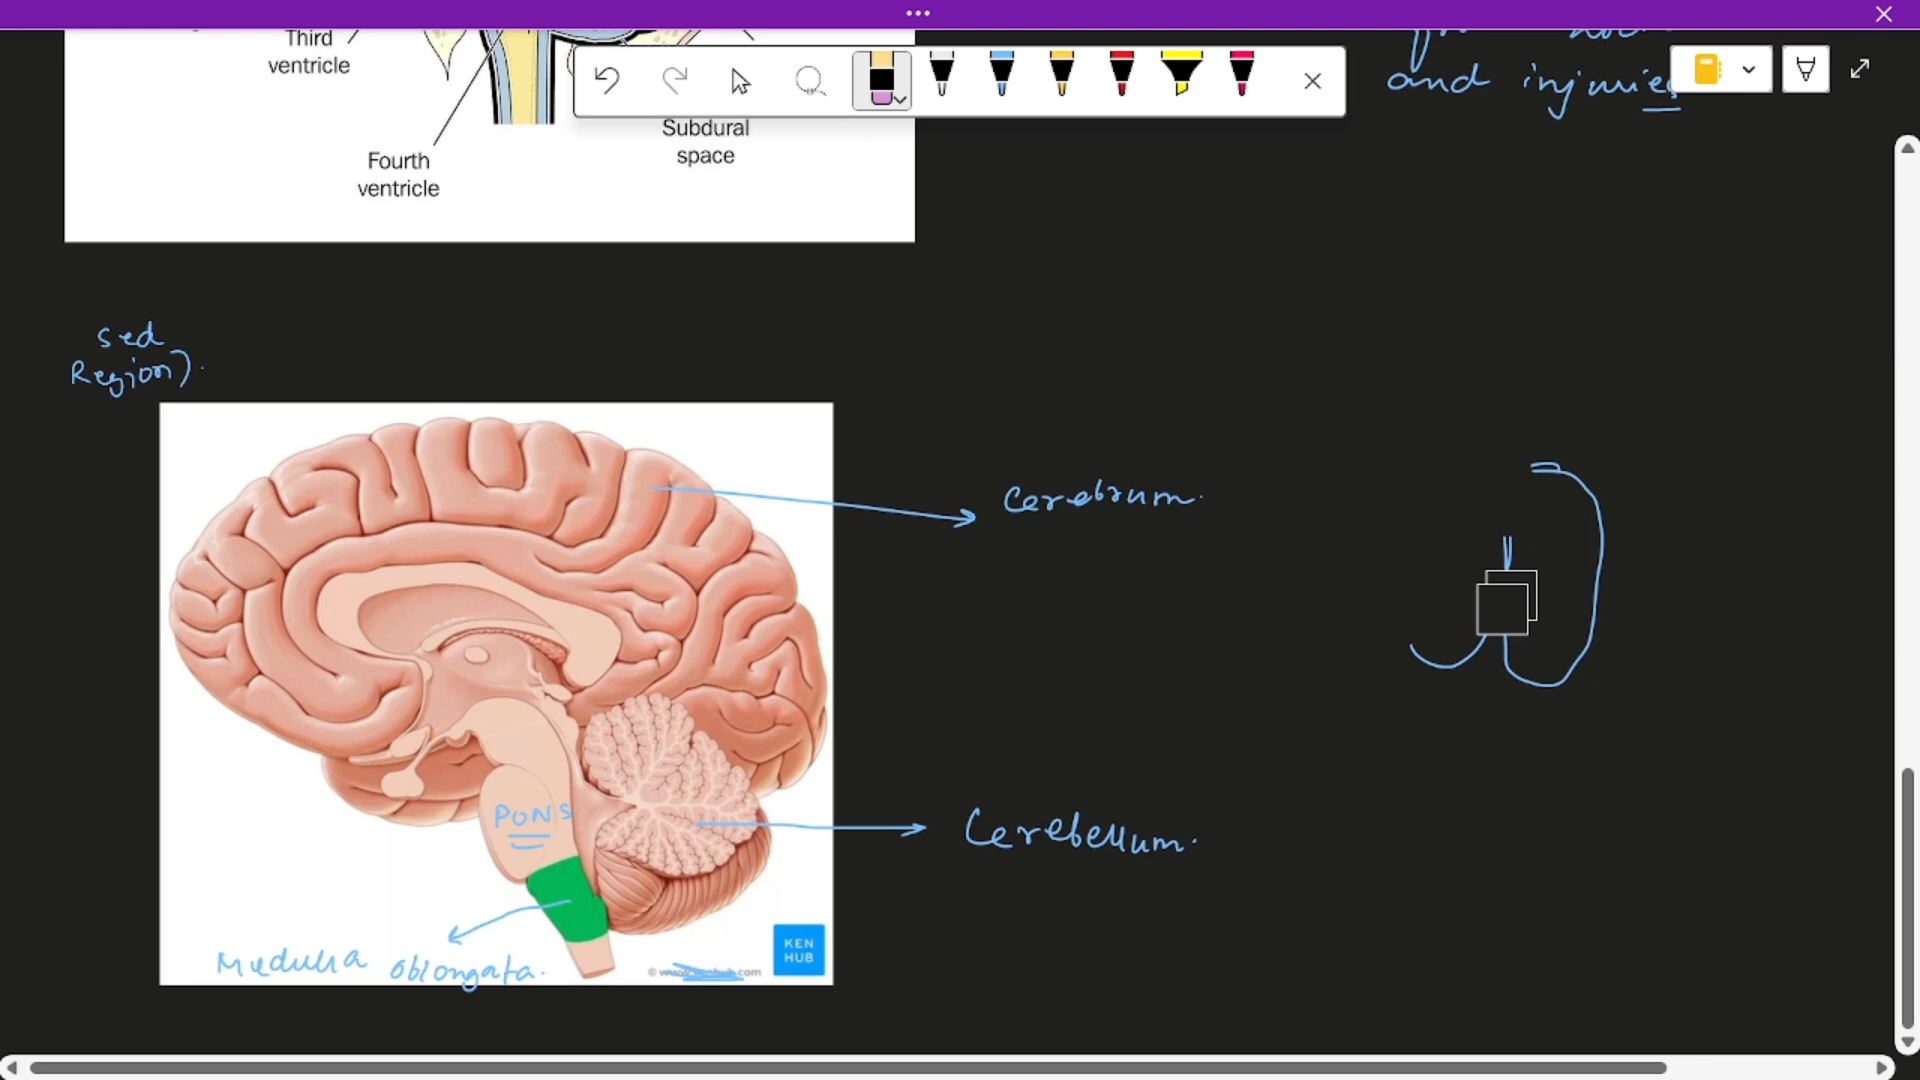 Third
ventricle
Fourth
ventricle
Subdural
space
and injuries
sed
Region).
Cerebrum.
PONS
Cerebellum.
Medulla oblongata.
KEN
HUB